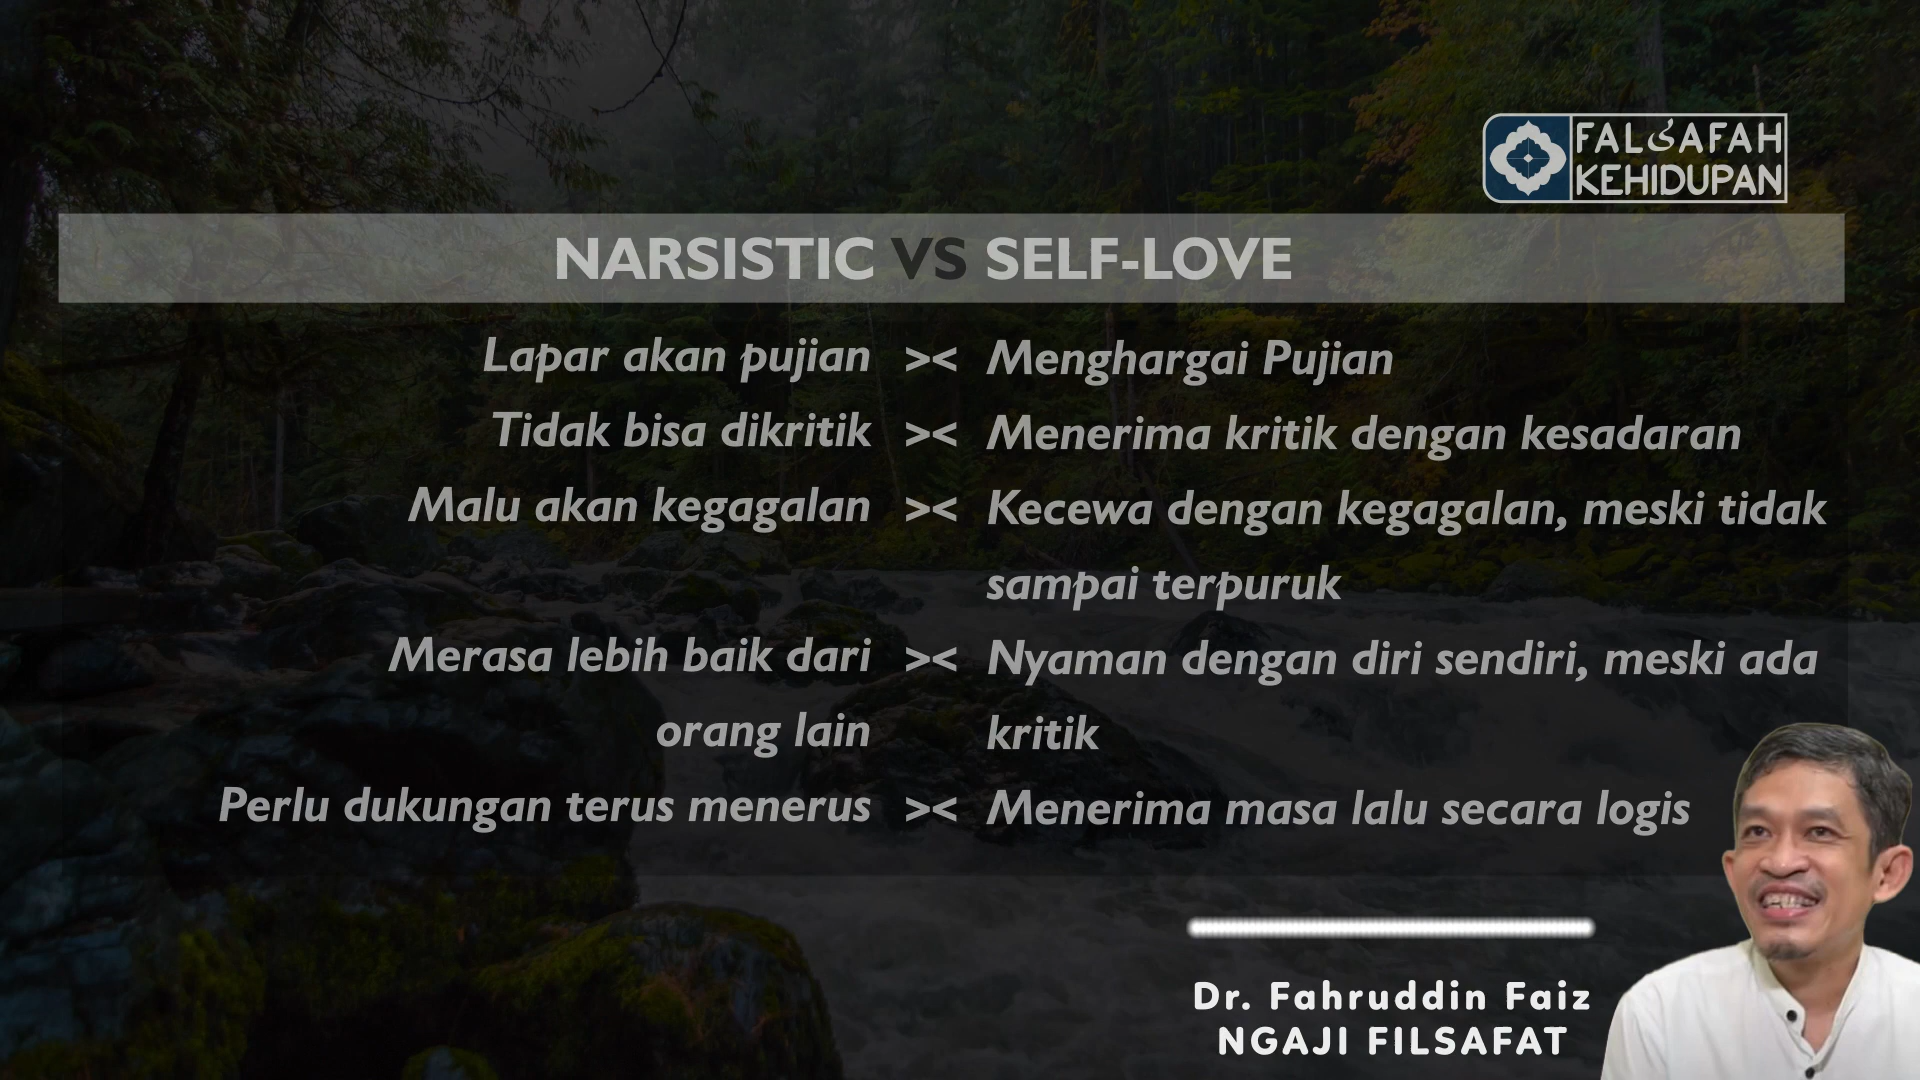 FALSAFAH
KEHIDUPAN
NARSISTIC VS SELF-LOVE
Lapar akan pujian >< Menghargai Pujian
Tidak bisa dikritik >< Menerima kritik dengan kesadaran
Malu akan kegagalan >< Kecewa dengan kegagalan, meski tidak
sampai terpuruk
Merasa lebih baik dari >< Nyaman dengan diri sendiri, meski ada
orang lain kritik
Perlu dukungan terus menerus >< Menerima masa lalu secara logis
Dr. Fahruddin Faiz
NGAJI FILSAFAT